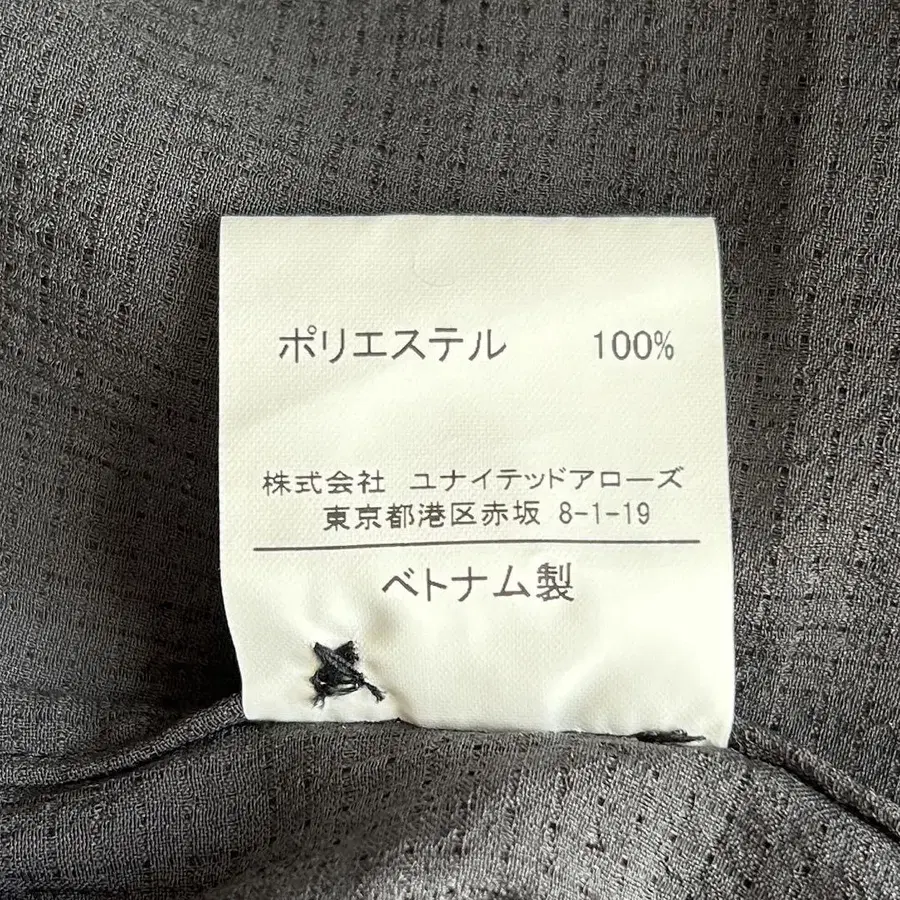 ポリエステル 100%
株式会社 ユナイテッドアローズ
東京都港区赤坂 8-1-19
ベトナム製